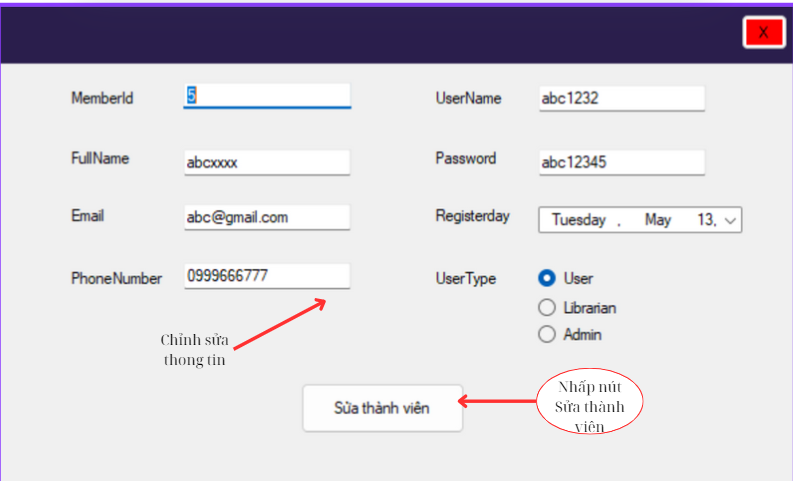 X
MemberId 5 UserName abc1232
FullName abcxxxx Password abc12345
Email abc@gmail.com Registerday Tuesday , May 13,
PhoneNumber 0999666777 UserType User
Librarian
Admin
Chỉnh sửa
thong tin
Sửa thành viên
Nhấp nút
Sửa thành
viên